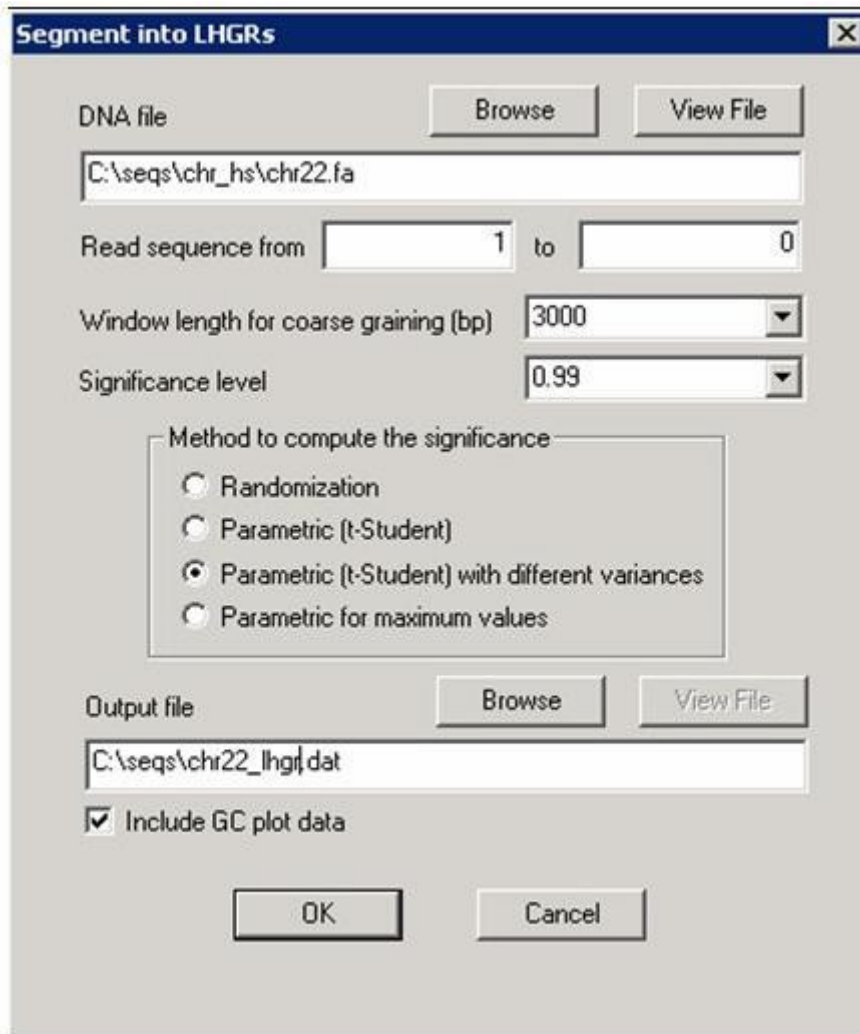 Segment into LHGRs
DNA file Browse View File
C:\seqs\chr_hs\chr22.fa
Read sequence from 1 to 0
Window length for coarse graining (bp) 3000
Significance level 0.99
Method to compute the significance
Randomization
Parametric (t-Student)
Parametric (t-Student) with different variances
Parametric for maximum values
Output file Browse View File
C:\seqs\chr22_lhgr.dat
Include GC plot data
OK Cancel